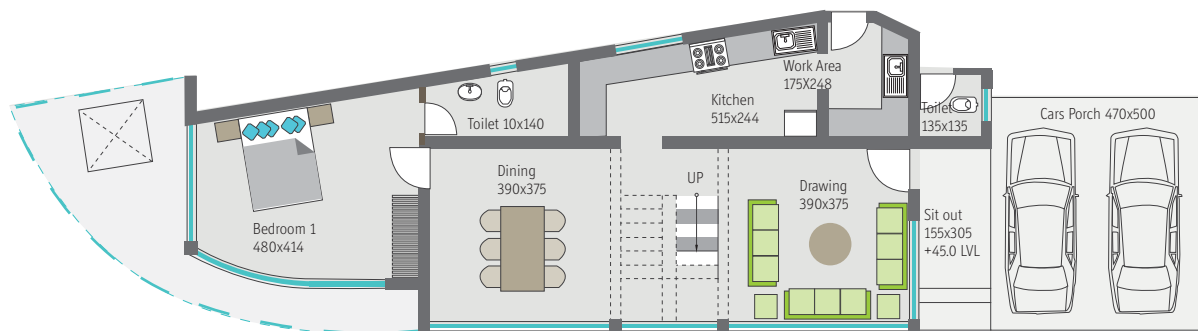 Work Area
175X248
Kitchen
515x244
Toilet 10x140
Toilet
135x135
Cars Porch 470x500
Dining
390x375
UP
Drawing
390x375
Bedroom 1
480x414
Sit out
155x305
+45.0 LVL